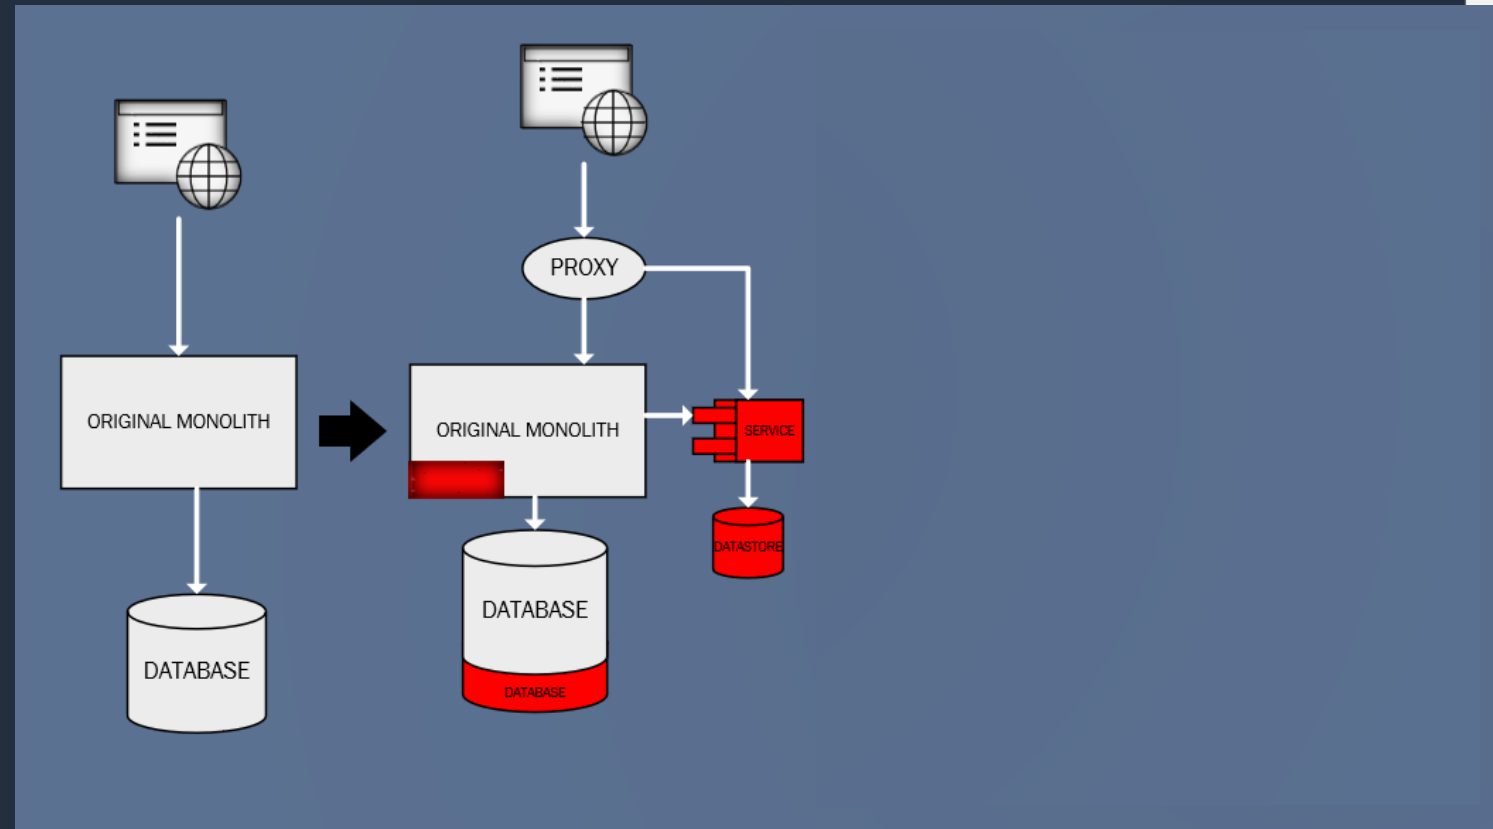 ORIGINAL MONOLITH
DATABASE
PROXY
ORIGINAL MONOLITH
SERVICE
DATASTORE
DATABASE
DATABASE